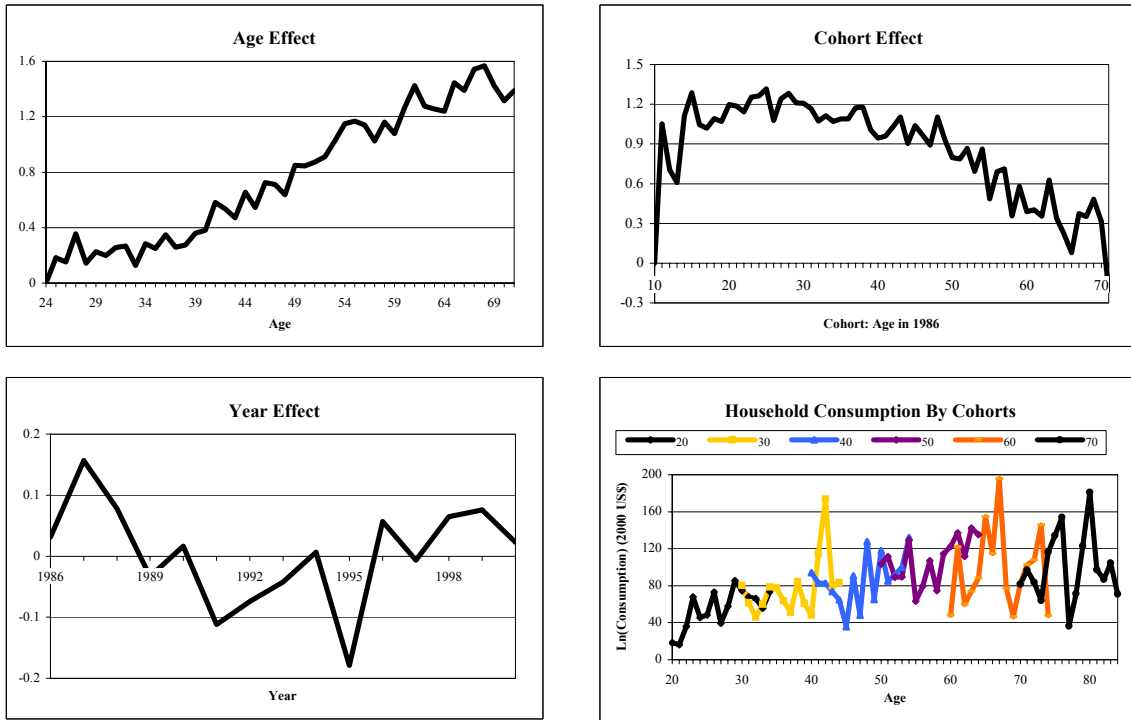 Age Effect
1.6
1.2
0.8
0.4
0
24 29 34 39 44 49 54 59 64 69
Age
Cohort Effect
1.5
1.2
0.9
0.6
0.3
0
-0.3
10 20 30 40 50 60 70
Cohort: Age in 1986
Year Effect
0.2
0.1
0
-0.1
-0.2
1986 1989 1992 1995 1998
Year
Household Consumption By Cohorts
20 30 40 50 60 70
Ln(Consumption) (2000 US$)
200
160
120
80
40
0
20 30 40 50 60 70 80
Age